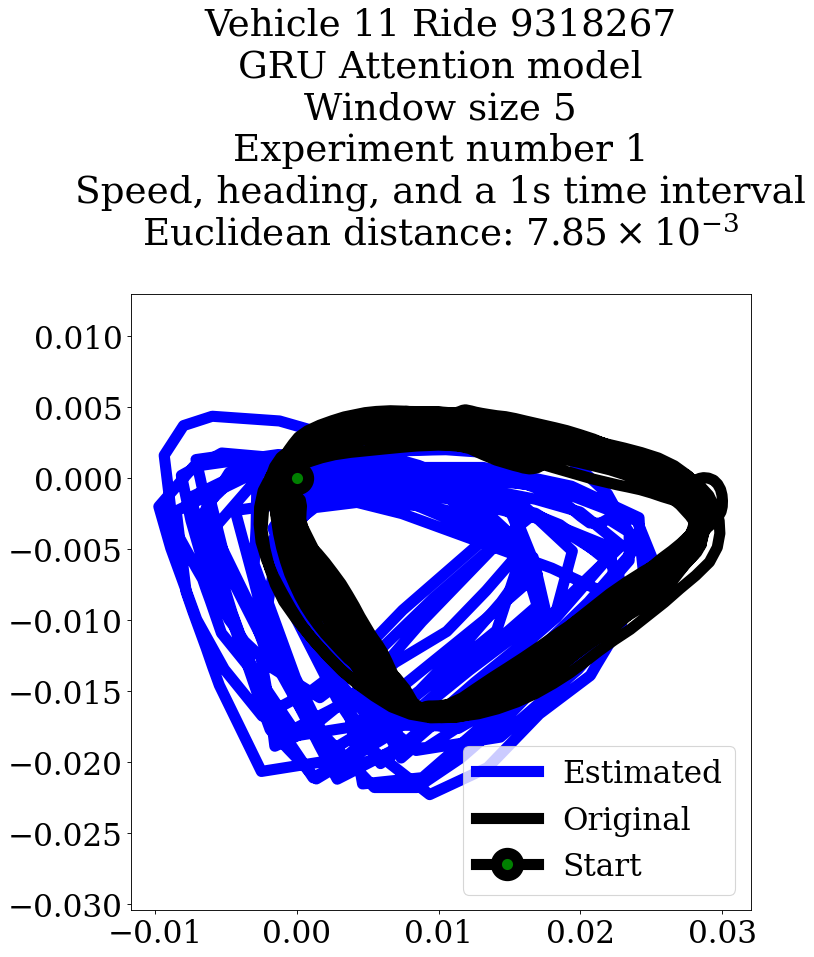 Vehicle 11 Ride 9318267
GRU Attention model
Window size 5
Experiment number 1
Speed, heading, and a 1s time interval
Euclidean distance: 7.85 × 10⁻³
0.010
0.005
0.000
−0.005
−0.010
−0.015
−0.020
−0.025
−0.030
−0.01
0.00
0.01
0.02
0.03
Estimated
Original
Start